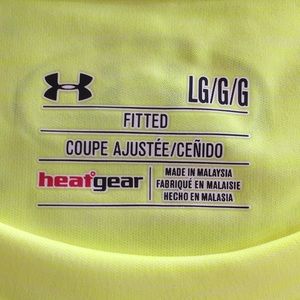 LG/G/G
FITTED
COUPE AJUSTÉE/CEÑIDO
heatgear
MADE IN MALAYSIA
FABRIQUÉ EN MALAISIE
HECHO EN MALASIA